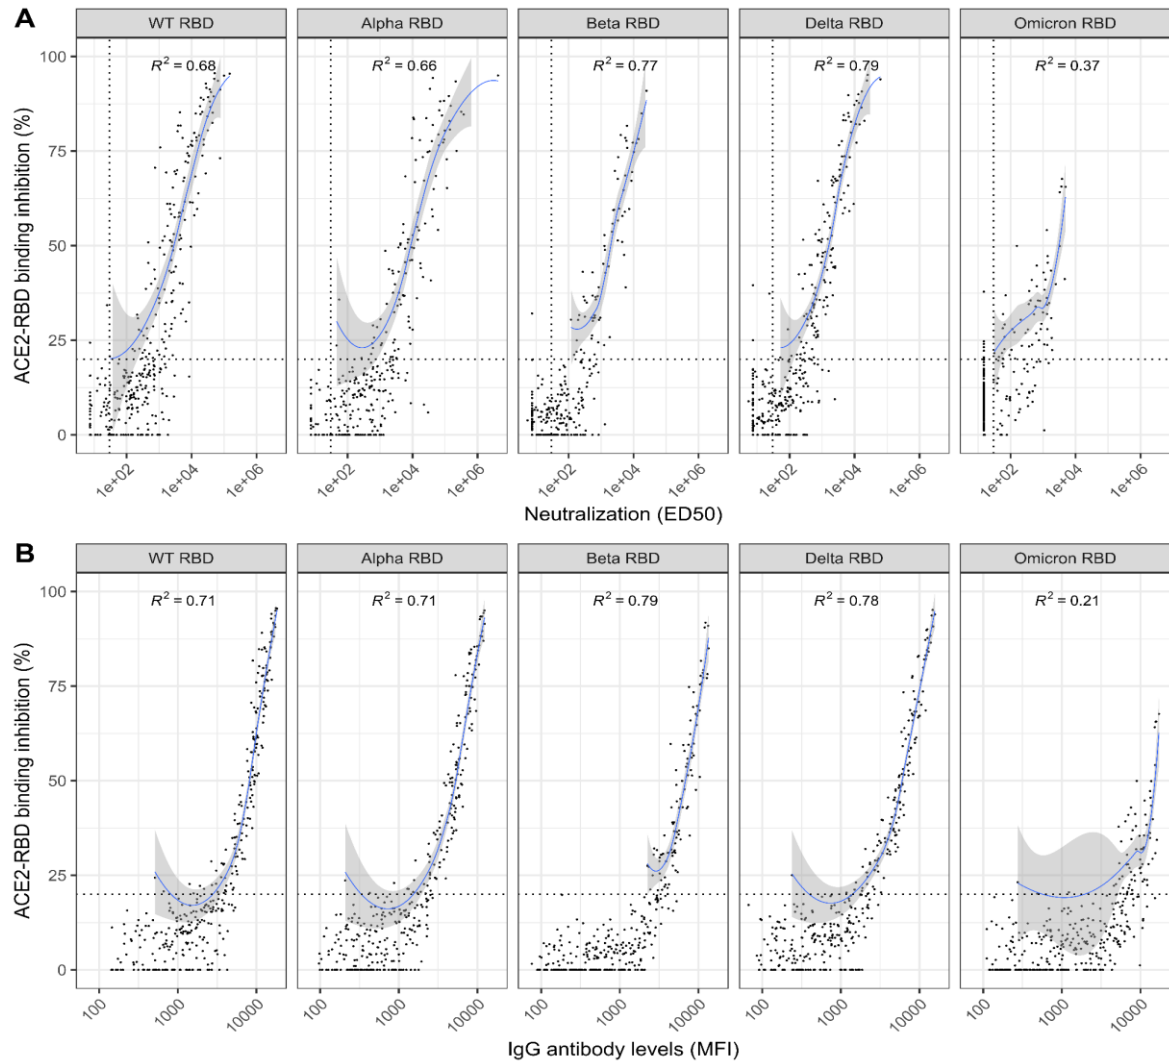 A
WT RBD Alpha RBD Beta RBD Delta RBD Omicron RBD
R² = 0.68 R² = 0.66 R² = 0.77 R² = 0.79 R² = 0.37
100
75
50
25
0
ACE2-RBD binding inhibition (%)
1e+02 1e+04 1e+06 1e+02 1e+04 1e+06 1e+02 1e+04 1e+06 1e+02 1e+04 1e+06 1e+02 1e+04 1e+06
Neutralization (ED50)
B
WT RBD Alpha RBD Beta RBD Delta RBD Omicron RBD
R² = 0.71 R² = 0.71 R² = 0.79 R² = 0.78 R² = 0.21
100
75
50
25
0
ACE2-RBD binding inhibition (%)
100 1000 10000 100 1000 10000 100 1000 10000 100 1000 10000 100 1000 10000
IgG antibody levels (MFI)